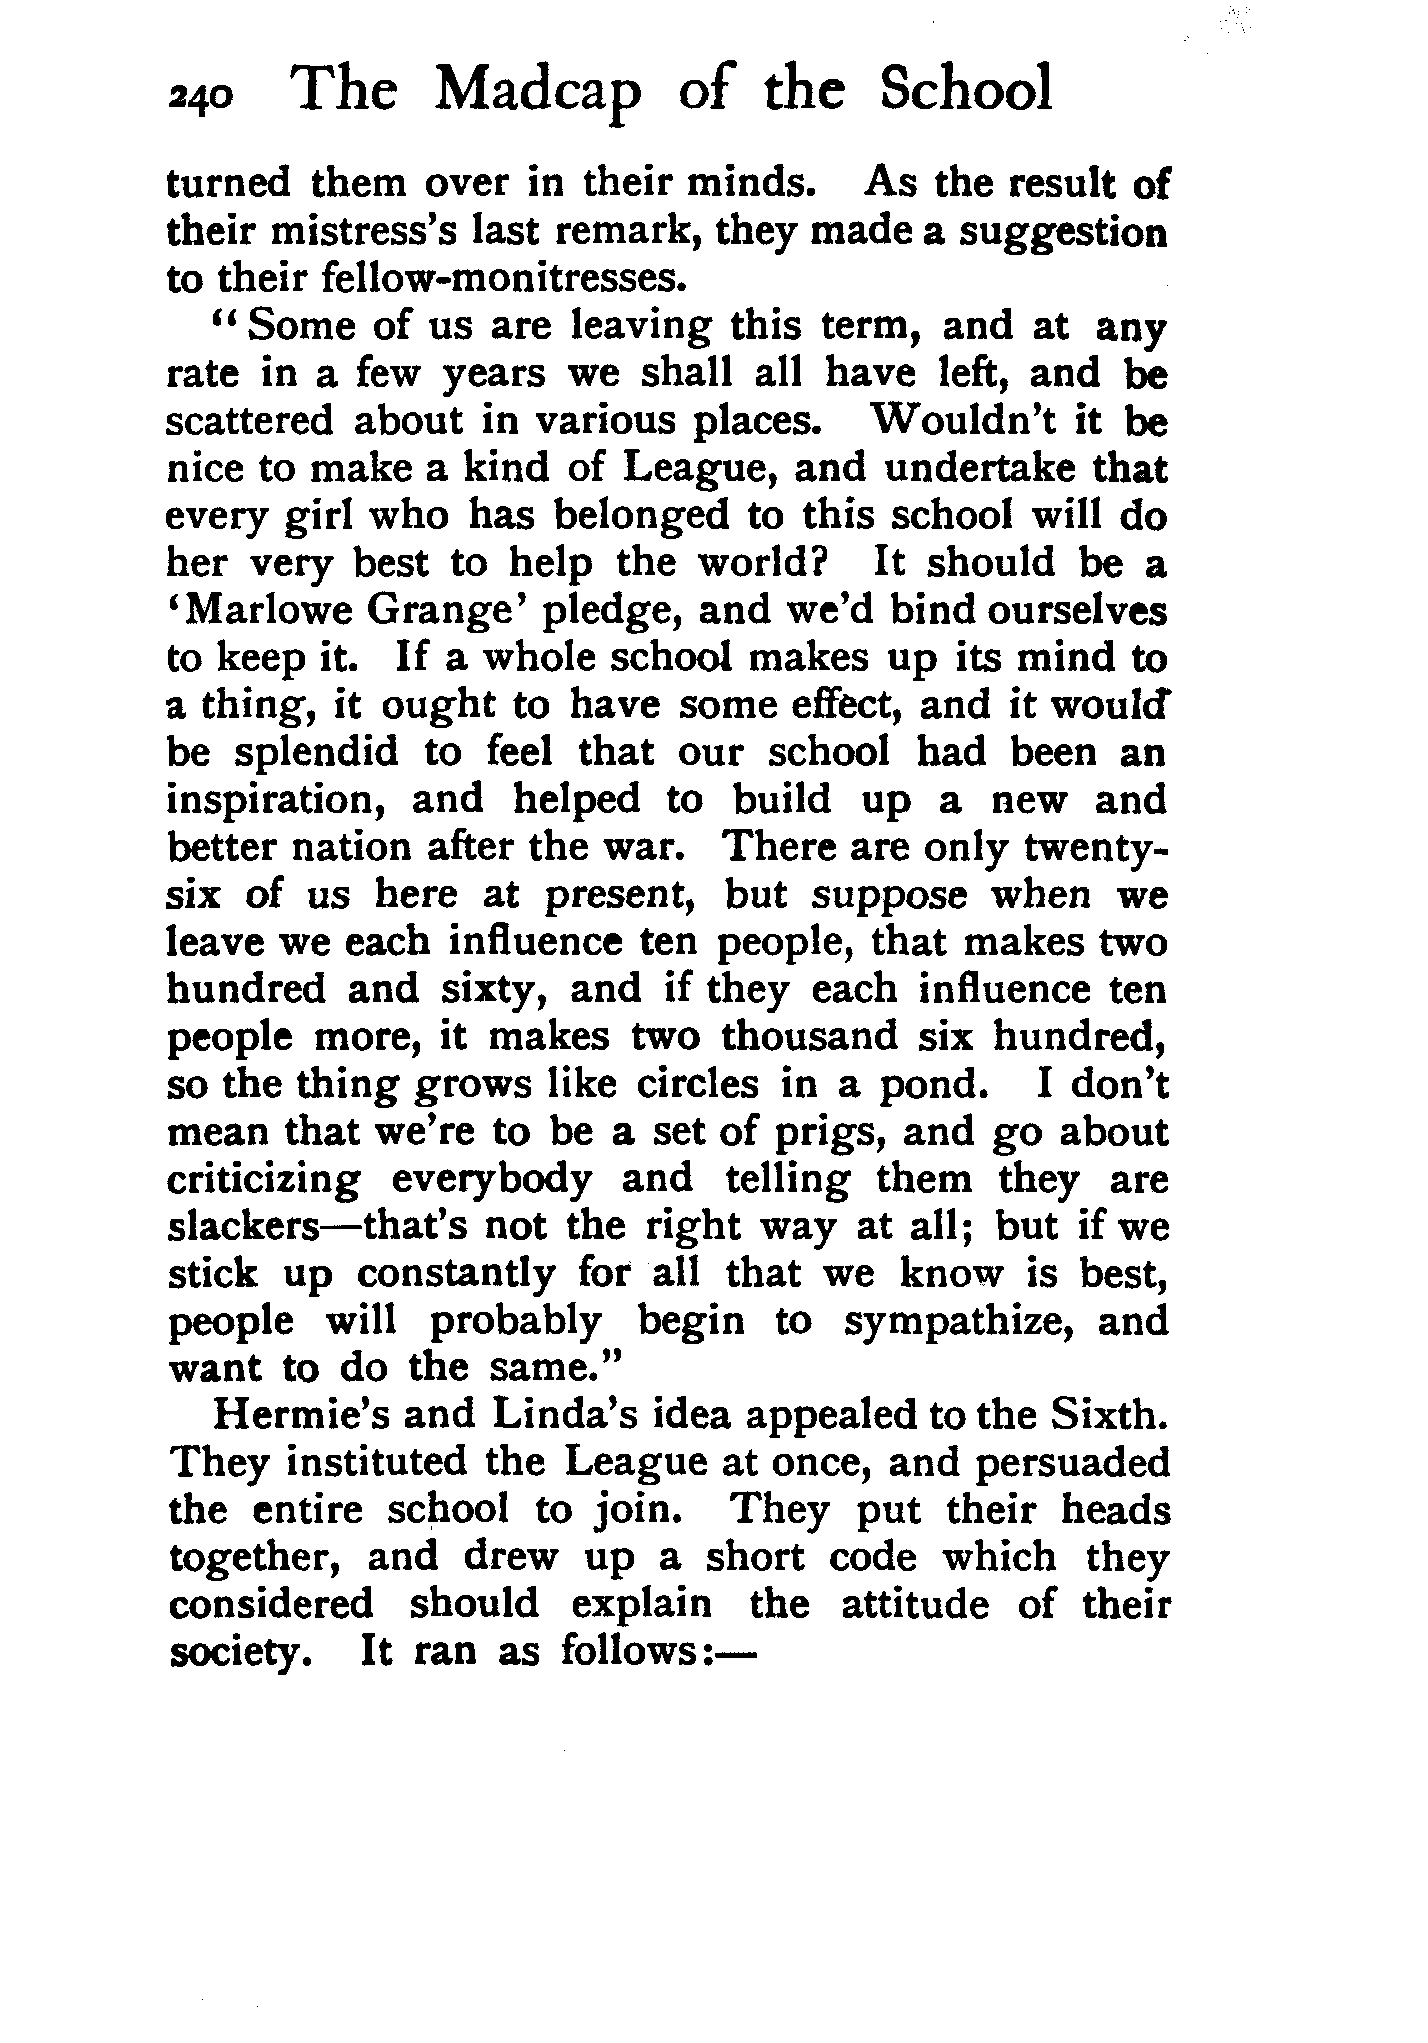 240 The Madcap of the School
turned them over in their minds. As the result of
their mistress's last remark, they made a suggestion
to their fellow-monitresses.
“Some of us are leaving this term, and at any
rate in a few years we shall all have left, and be
scattered about in various places. Wouldn't it be
nice to make a kind of League, and undertake that
every girl who has belonged to this school will do
her very best to help the world? It should be a
‘Marlowe Grange’ pledge, and we'd bind ourselves
to keep it. If a whole school makes up its mind to
a thing, it ought to have some effect, and it would
be splendid to feel that our school had been an
inspiration, and helped to build up a new and
better nation after the war. There are only twenty-
six of us here at present, but suppose when we
leave we each influence ten people, that makes two
hundred and sixty, and if they each influence ten
people more, it makes two thousand six hundred,
so the thing grows like circles in a pond. I don't
mean that we're to be a set of prigs, and go about
criticizing everybody and telling them they are
slackers—that's not the right way at all; but if we
stick up constantly for all that we know is best,
people will probably begin to sympathize, and
want to do the same.”
Hermie's and Linda's idea appealed to the Sixth.
They instituted the League at once, and persuaded
the entire school to join. They put their heads
together, and drew up a short code which they
considered should explain the attitude of their
society. It ran as follows:—